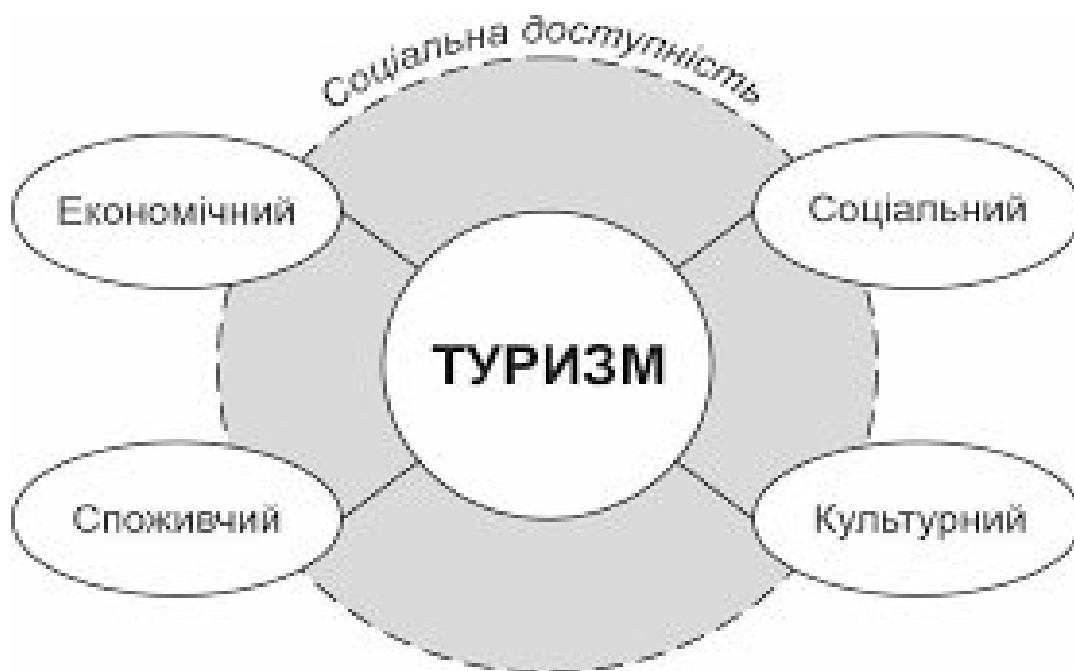 Соціальна доступність
Економічний
Соціальний
ТУРИЗМ
Споживчий
Культурний